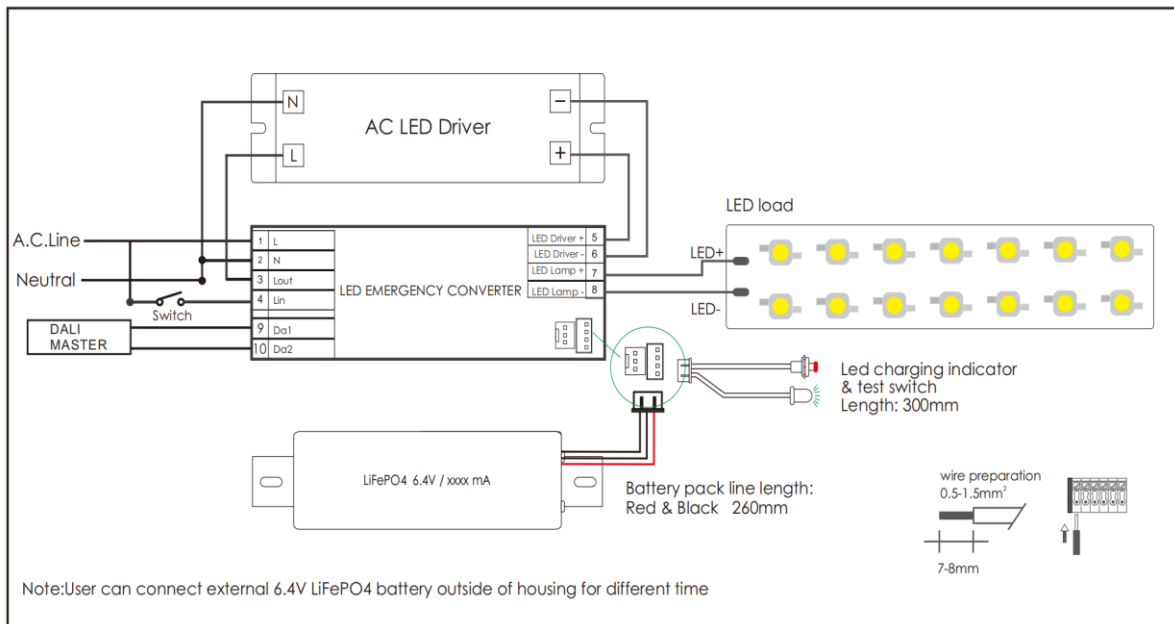 N
AC LED Driver
−
L
+
A.C.Line
Neutral
Switch
DALI
MASTER
1 L
2 N
3 Lout
4 Lin
9 Da1
10 Da2
LED EMERGENCY CONVERTER
LED Driver + 5
LED Driver - 6
LED Lamp + 7
LED Lamp - 8
LED load
LED+
LED-
Led charging indicator
& test switch
Length: 300mm
LiFePO4 6.4V / xxxx mA
Battery pack line length:
Red & Black 260mm
wire preparation
0.5-1.5mm²
7-8mm
Note:User can connect external 6.4V LiFePO4 battery outside of housing for different time